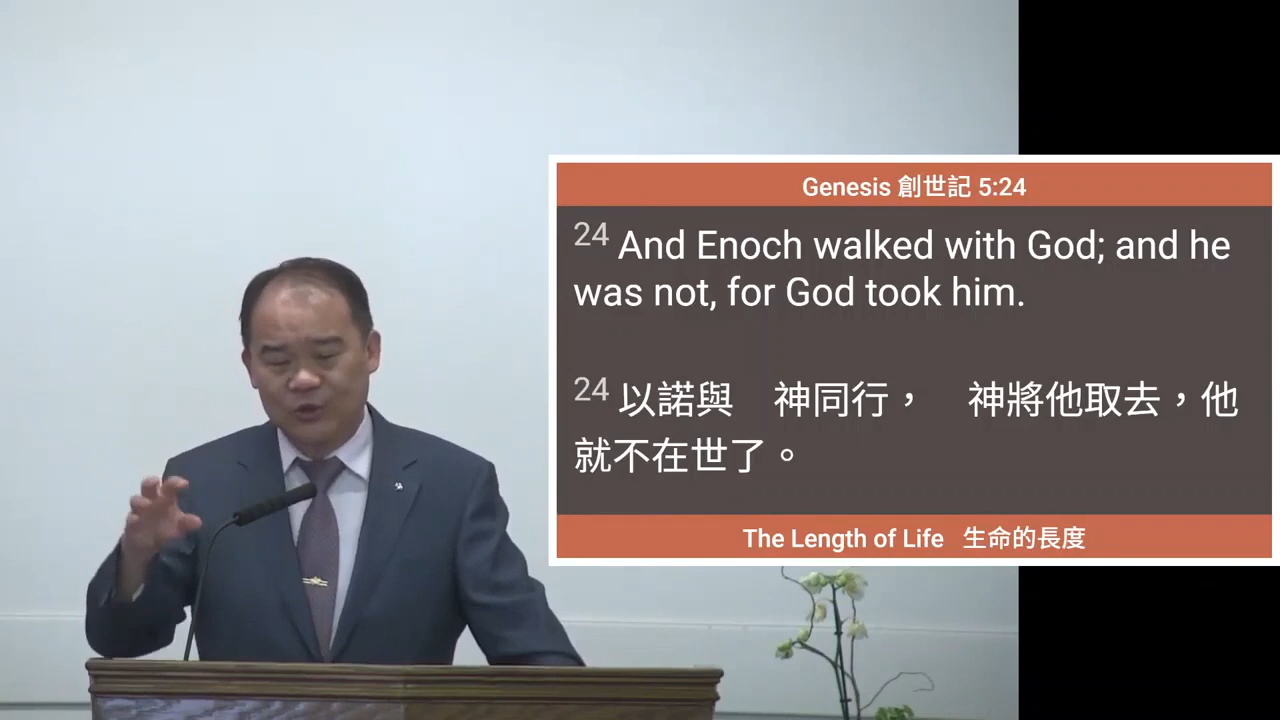 Genesis 創世記 5:24
24 And Enoch walked with God; and he
was not, for God took him.
24 以諾與　神同行，　神將他取去，他
就不在世了。
The Length of Life 生命的長度